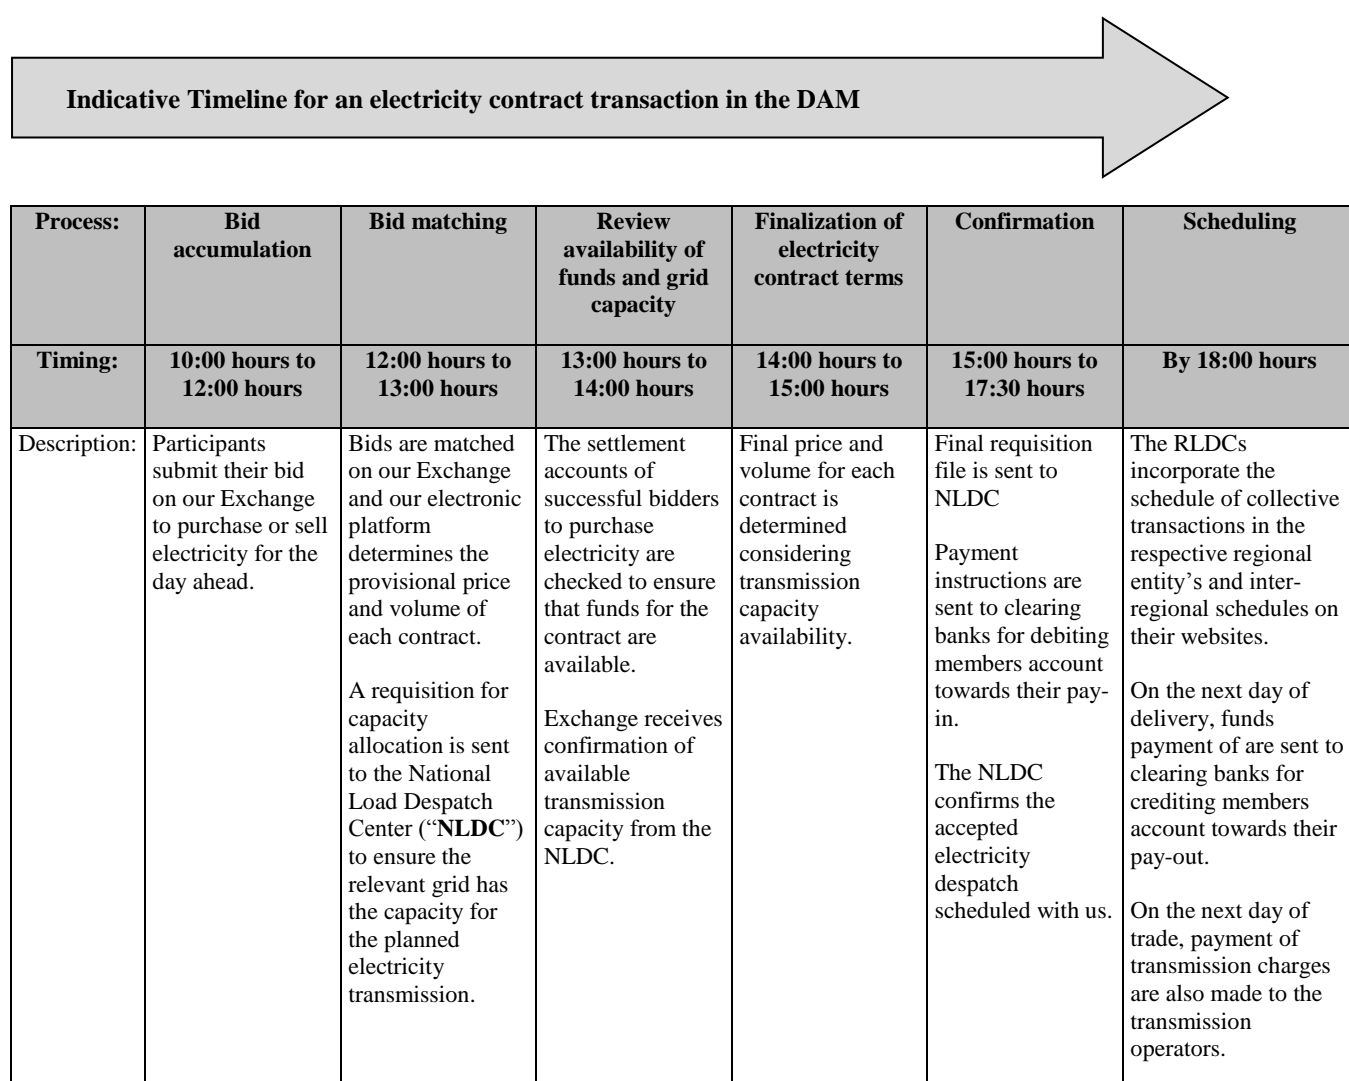 Indicative Timeline for an electricity contract transaction in the DAM
Process:
Bid
accumulation
Bid matching
Review
availability of
funds and grid
capacity
Finalization of
electricity
contract terms
Confirmation
Scheduling
Timing:
10:00 hours to
12:00 hours
12:00 hours to
13:00 hours
13:00 hours to
14:00 hours
14:00 hours to
15:00 hours
15:00 hours to
17:30 hours
By 18:00 hours
Description:
Participants
submit their bid
on our Exchange
to purchase or sell
electricity for the
day ahead.
Bids are matched
on our Exchange
and our electronic
platform
determines the
provisional price
and volume of
each contract.
A requisition for
capacity
allocation is sent
to the National
Load Despatch
Center (“NLDC”)
to ensure the
relevant grid has
the capacity for
the planned
electricity
transmission.
The settlement
accounts of
successful bidders
to purchase
electricity are
checked to ensure
that funds for the
contract are
available.
Exchange receives
confirmation of
available
transmission
capacity from the
NLDC.
Final price and
volume for each
contract is
determined
considering
transmission
capacity
availability.
Final requisition
file is sent to
NLDC
Payment
instructions are
sent to clearing
banks for debiting
members account
towards their pay-
in.
The NLDC
confirms the
accepted
electricity
despatch
scheduled with us.
The RLDCs
incorporate the
schedule of collective
transactions in the
respective regional
entity’s and inter-
regional schedules on
their websites.
On the next day of
delivery, funds
payment of are sent to
clearing banks for
crediting members
account towards their
pay-out.
On the next day of
trade, payment of
transmission charges
are also made to the
transmission
operators.